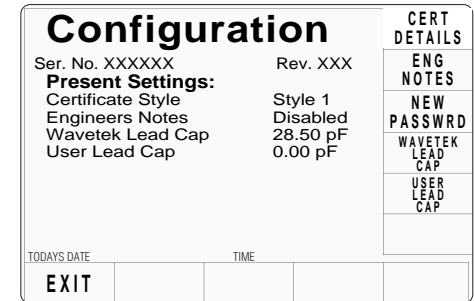 Configuration
Ser. No. XXXXXX Rev. XXX
Present Settings:
Certificate Style Style 1
Engineers Notes Disabled
Wavetek Lead Cap 28.50 pF
User Lead Cap 0.00 pF
TODAYS DATE TIME
EXIT
CERT
DETAILS
ENG
NOTES
NEW
PASSWRD
WAVETEK
LEAD
CAP
USER
LEAD
CAP